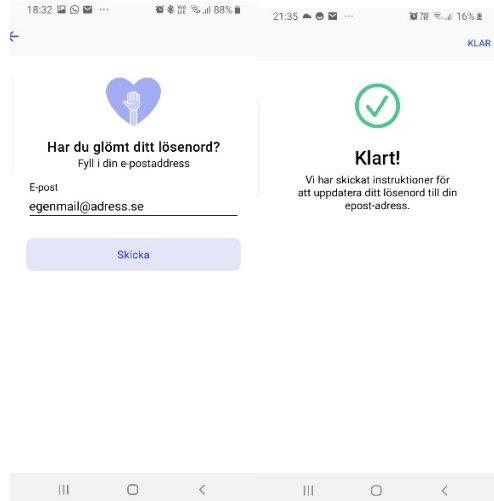 18:32 88%
Har du glömt ditt lösenord?
Fyll i din e-postaddress
E-post
egenmail@adress.se
Skicka
21:35 16%
KLAR
Klart!
Vi har skickat instruktioner för
att uppdatera ditt lösenord till din
epost-adress.